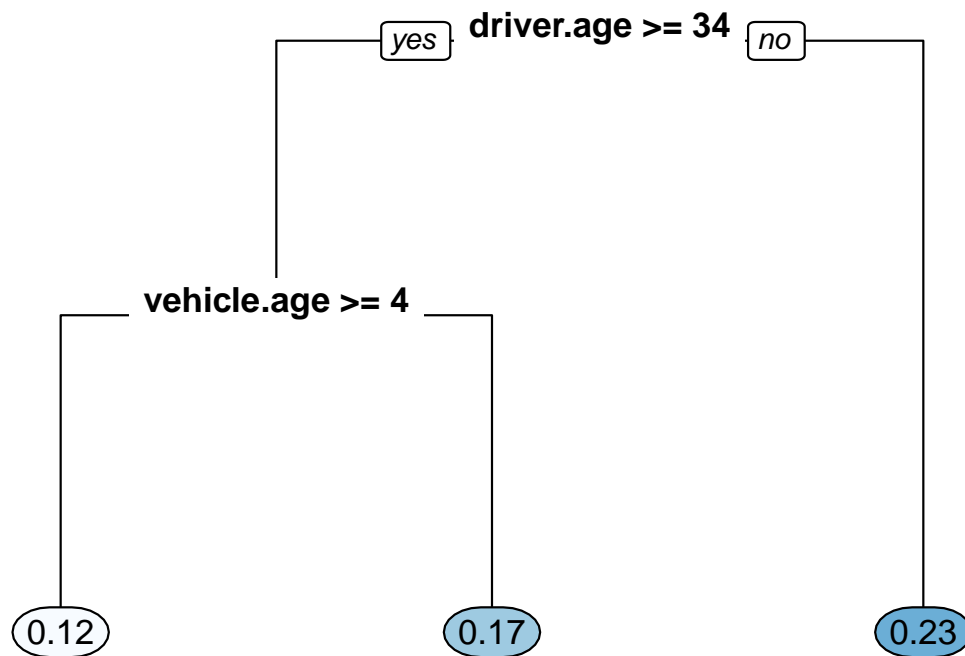 driver.age >= 34
yes
no
vehicle.age >= 4
0.12
0.17
0.23